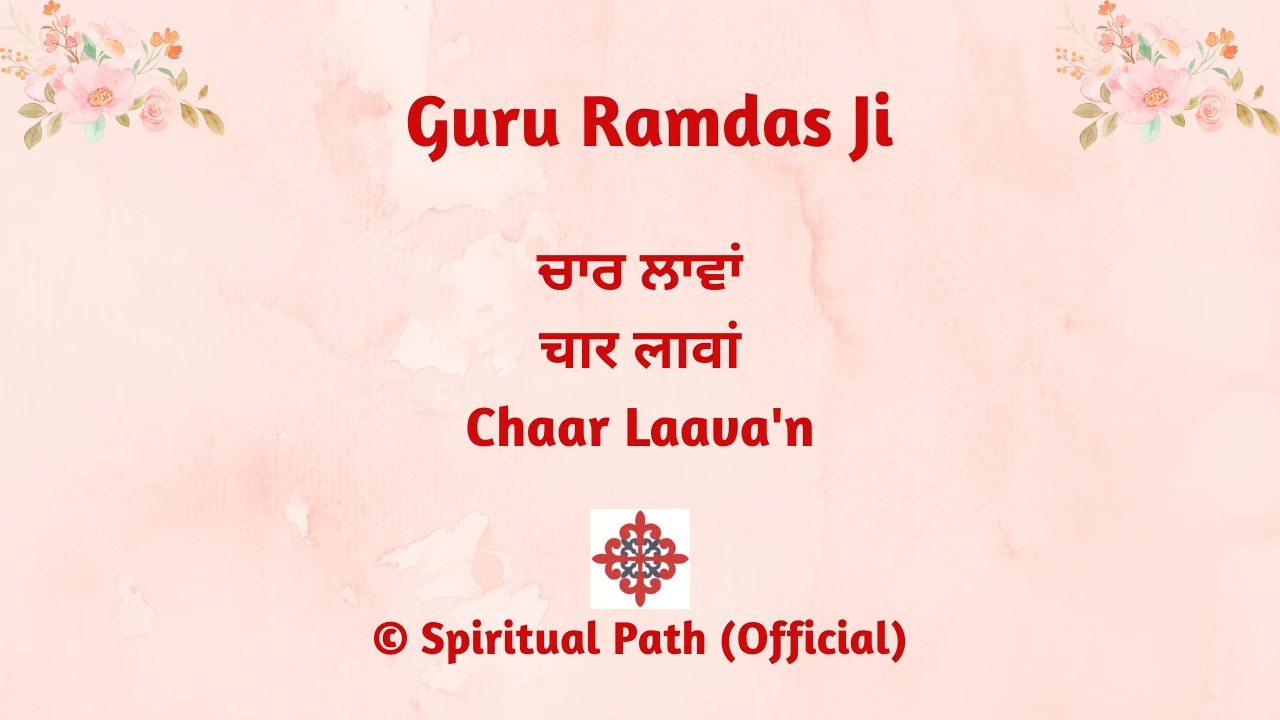 Guru Ramdas Ji
ਚਾਰ ਲਾਵਾਂ
चार लावां
Chaar Laava'n
© Spiritual Path (Official)